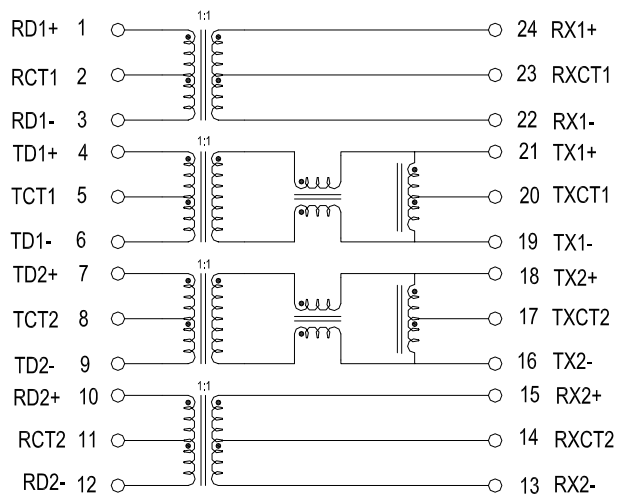 1:1
RD1+ 1 24 RX1+
RCT1 2 23 RXCT1
RD1- 3 22 RX1-
1:1
TD1+ 4 21 TX1+
TCT1 5 20 TXCT1
TD1- 6 19 TX1-
1:1
TD2+ 7 18 TX2+
TCT2 8 17 TXCT2
TD2- 9 16 TX2-
1:1
RD2+ 10 15 RX2+
RCT2 11 14 RXCT2
RD2- 12 13 RX2-